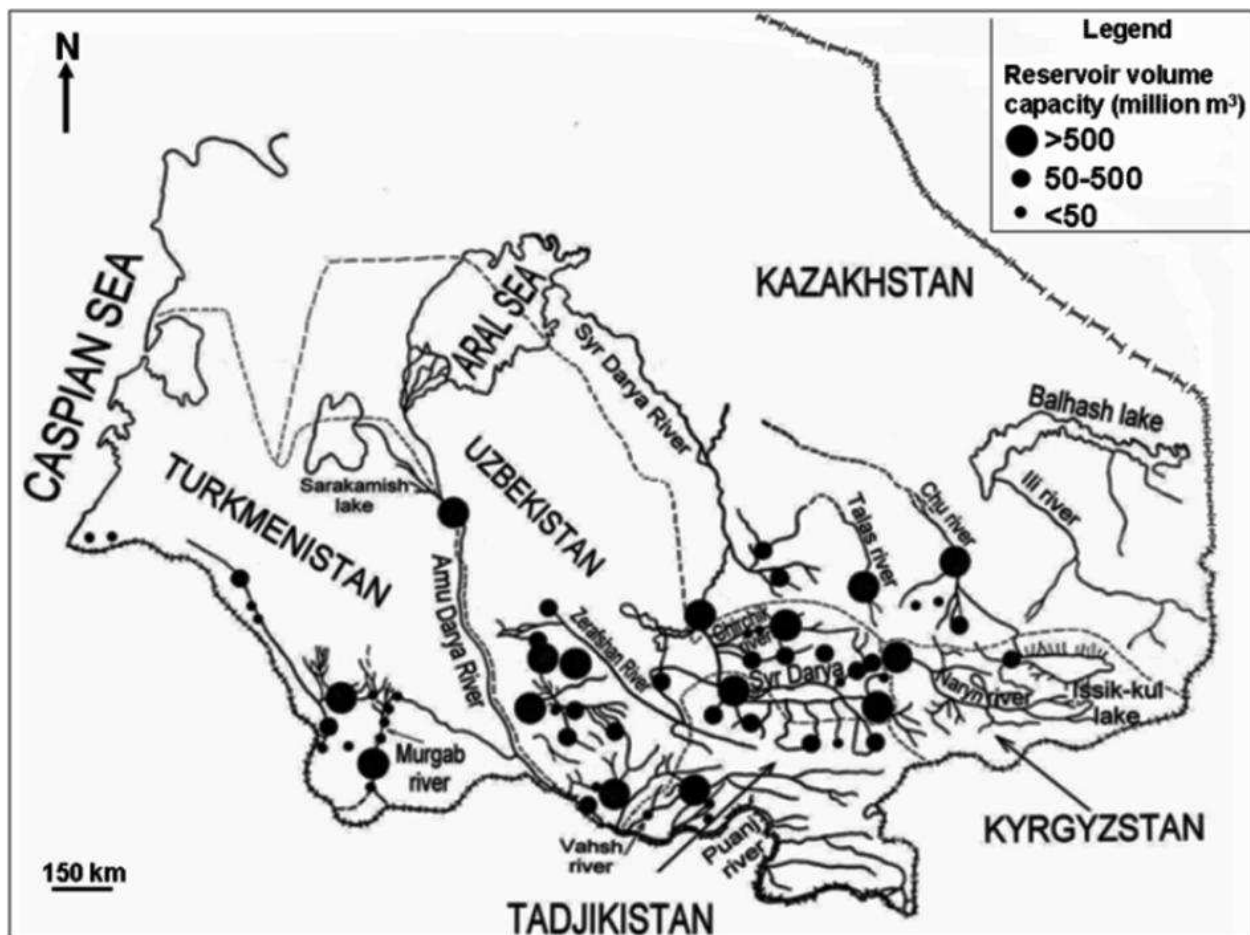 N
Legend
Reservoir volume
capacity (million m³)
>500
50-500
<50
KAZAKHSTAN
CASPIAN SEA
ARAL SEA
Syr Darya River
Balhash lake
Ili river
Chu river
Talas river
TURKMENISTAN
Sarakamish
lake
UZBEKISTAN
Amu Darya River
Zerafshan River
Chirchik
river
Syr Darya
Naryn river
Issik-kul
lake
Murgab
river
Vahsh
river
Puanj
river
KYRGYZSTAN
150 km
TADJIKISTAN